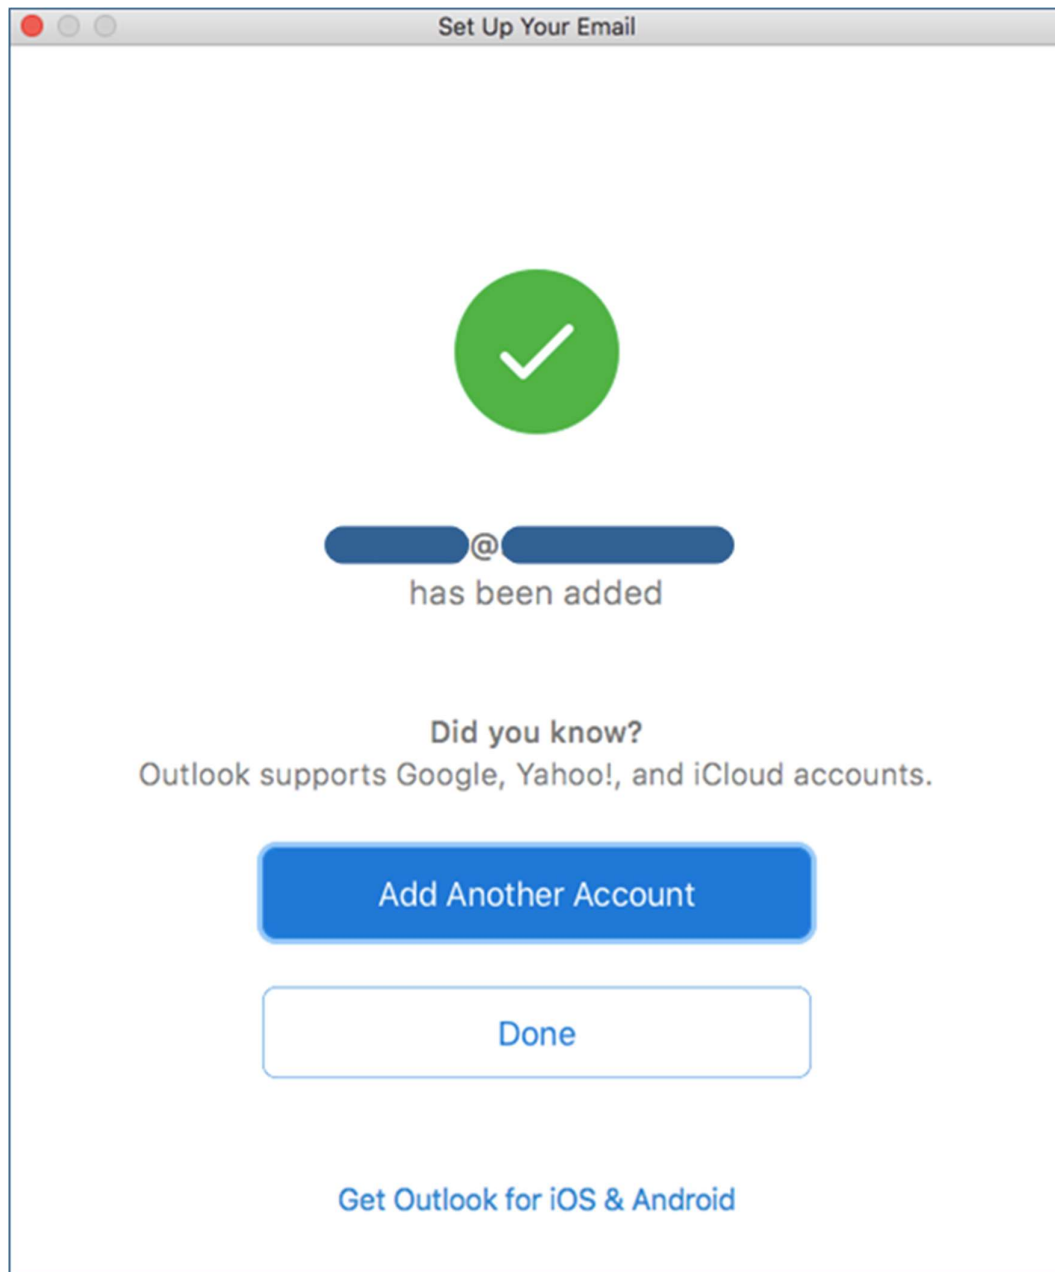 Set Up Your Email
@
has been added
Did you know?
Outlook supports Google, Yahoo!, and iCloud accounts.
Add Another Account
Done
Get Outlook for iOS & Android